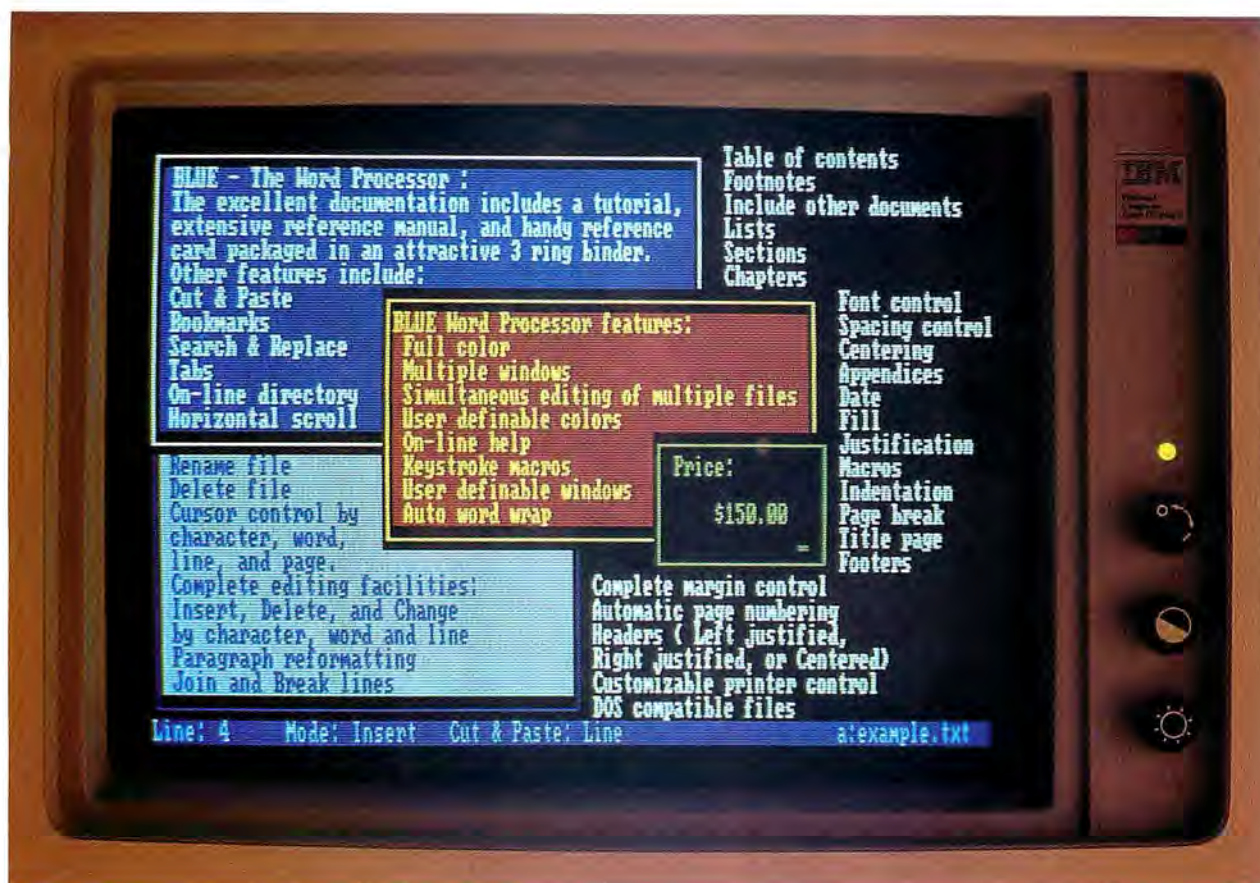 BLUE - The Word Processor :
The excellent documentation includes a tutorial,
extensive reference manual, and handy reference
card packaged in an attractive 3 ring binder.
Other features include:
Cut & Paste
Bookmarks
Search & Replace
Tabs
On-line directory
Horizontal scroll
BLUE Word Processor features:
Full color
Multiple windows
Simultaneous editing of multiple files
User definable colors
On-line help
Keystroke macros
User definable windows
Auto word wrap
Price:
$150.00
Rename file
Delete file
Cursor control by
character, word,
line, and page.
Complete editing facilities:
Insert, Delete, and Change
by character, word and line
Paragraph reformatting
Join and Break lines
Table of contents
Footnotes
Include other documents
Lists
Sections
Chapters
Font control
Spacing control
Centering
Appendices
Date
Fill
Justification
Macros
Indentation
Page break
Title page
Footers
Complete margin control
Automatic page numbering
Headers ( Left justified,
Right justified, or Centered)
Customizable printer control
DOS compatible files
Line: 4 Mode: Insert Cut & Paste: Line a:example.txt
IBM
Personal
Computer